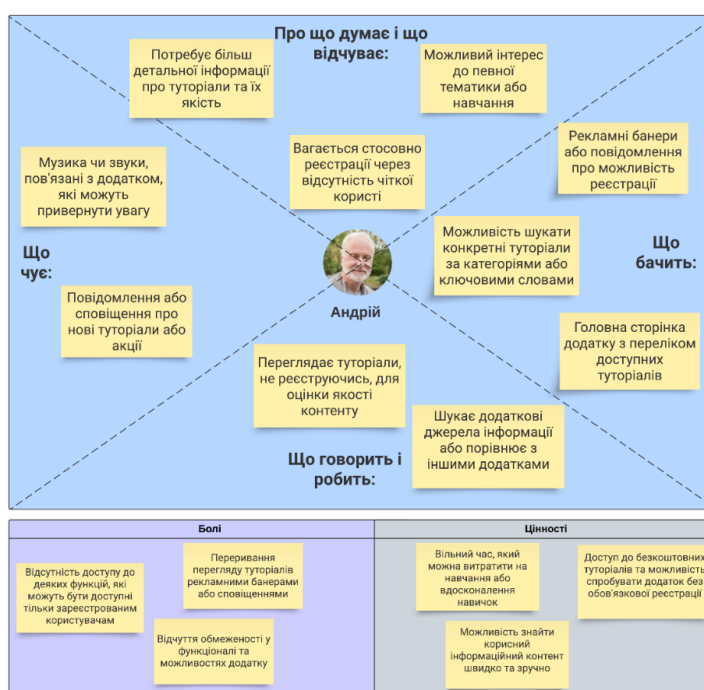 Про що думає і що
відчуває:
Потребує більш
детальної інформації
про туторіали та їх
якість
Можливий інтерес
до певної
тематики або
навчання
Вагається стосовно
реєстрації через
відсутність чіткої
користі
Музика чи звуки,
пов'язані з додатком,
які можуть
привернути увагу
Що
чує:
Повідомлення або
сповіщення про
нові туторіали або
акції
Рекламні банери
або повідомлення
про можливість
реєстрації
Можливість шукати
конкретні туторіали
за категоріями або
ключовими словами
Що
бачить:
Головна сторінка
додатку з переліком
доступних
туторіалів
Андрій
Переглядає туторіали,
не реєструючись, для
оцінки якості
контенту
Шукає додаткові
джерела інформації
або порівнює з
іншими додатками
Що говорить і
робить:
Болі
Відсутність доступу до
деяких функцій, які
можуть бути доступні
тільки зареєстрованим
користувачам
Переривання
перегляду туторіалів
рекламними банерами
або сповіщеннями
Відчуття обмеженості у
функціоналі та
можливостях додатку
Цінності
Вільний час, який
можна витратити на
навчання або
вдосконалення
навичок
Доступ до безкоштовних
туторіалів та можливість
спробувати додаток без
обов'язкової реєстрації
Можливість знайти
корисний
інформаційний контент
швидко та зручно